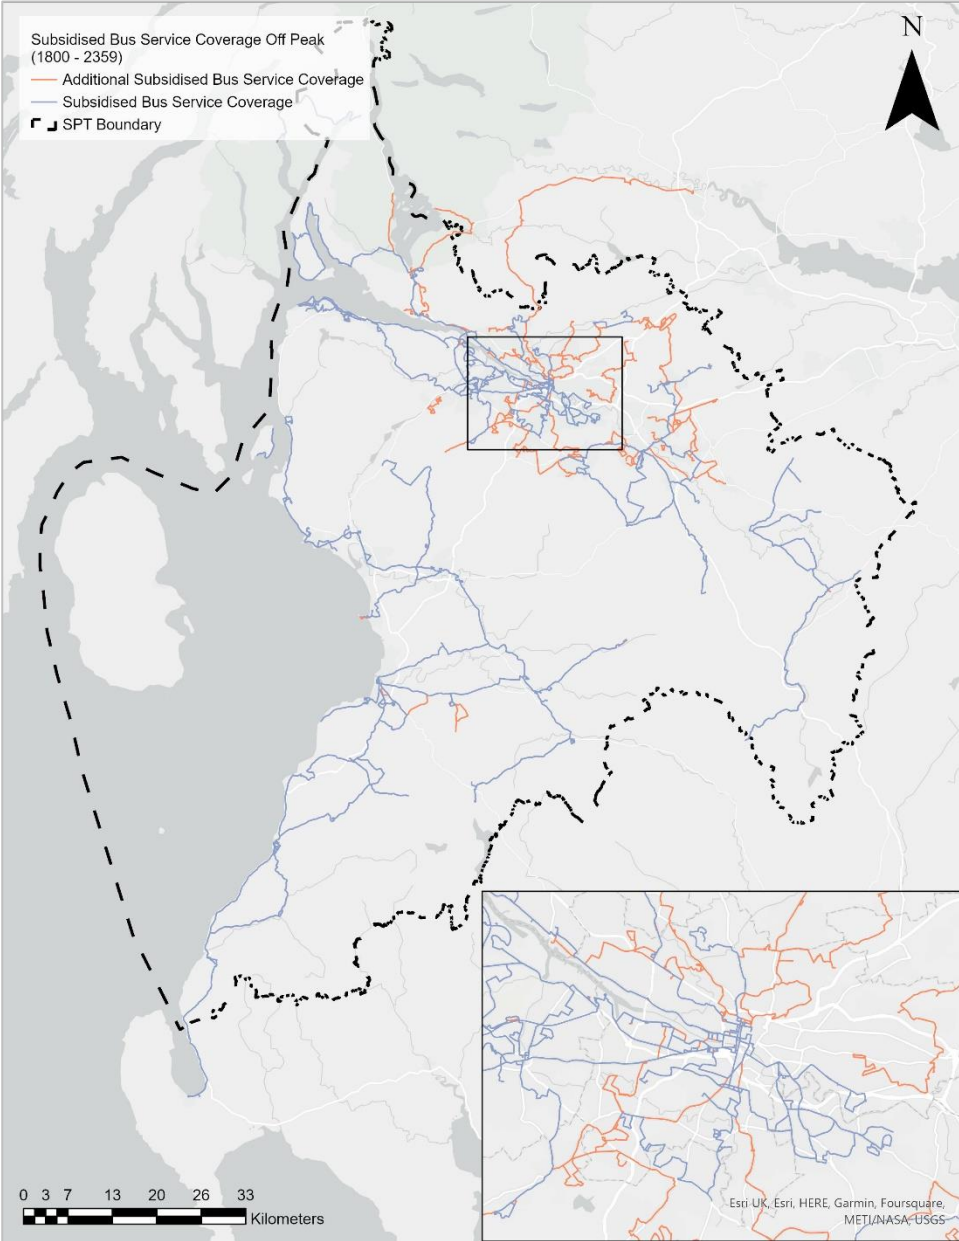 Subsidised Bus Service Coverage Off Peak
(1800 - 2359)
Additional Subsidised Bus Service Coverage
Subsidised Bus Service Coverage
SPT Boundary
N
0 3 7 13 20 26 33
Kilometers
Esri UK, Esri, HERE, Garmin, Foursquare,
METI/NASA, USGS